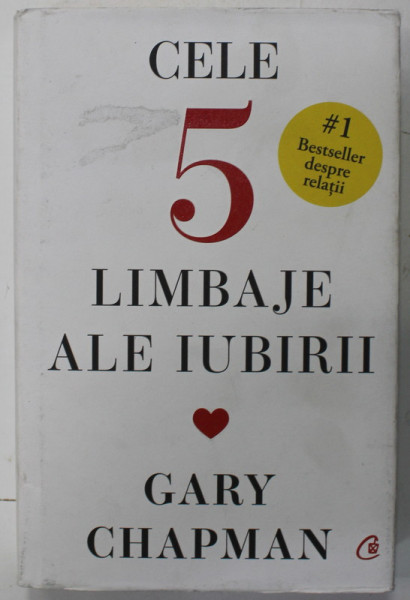 CELE
5
#1
Bestseller
despre
relații
LIMBAJE
ALE IUBIRII
GARY
CHAPMAN